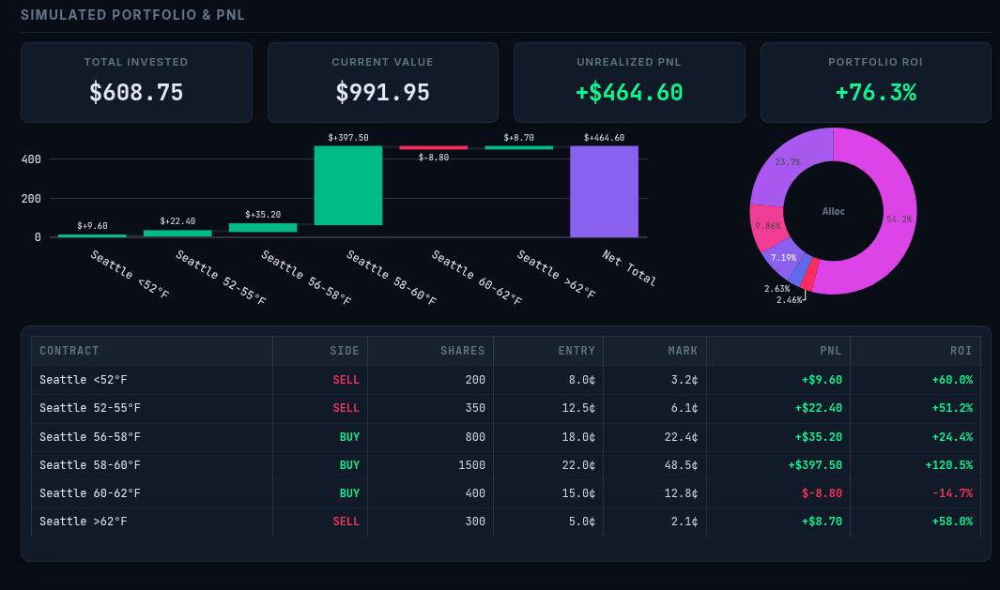 SIMULATED PORTFOLIO & PNL
TOTAL INVESTED
$608.75
CURRENT VALUE
$991.95
UNREALIZED PNL
+$464.60
PORTFOLIO ROI
+76.3%
400
200
0
$+9.60
$+22.40
$+35.20
$+397.50
$-8.80
$+8.70
$+464.60
Seattle <52°F
Seattle 52-55°F
Seattle 56-58°F
Seattle 58-60°F
Seattle 60-62°F
Seattle >62°F
Net Total
23.7%
54.2%
9.86%
7.19%
2.63%
2.46%
Alloc
CONTRACT SIDE SHARES ENTRY MARK PNL ROI
Seattle <52°F SELL 200 8.0¢ 3.2¢ +$9.60 +60.0%
Seattle 52-55°F SELL 350 12.5¢ 6.1¢ +$22.40 +51.2%
Seattle 56-58°F BUY 800 18.0¢ 22.4¢ +$35.20 +24.4%
Seattle 58-60°F BUY 1500 22.0¢ 48.5¢ +$397.50 +120.5%
Seattle 60-62°F BUY 400 15.0¢ 12.8¢ $-8.80 -14.7%
Seattle >62°F SELL 300 5.0¢ 2.1¢ +$8.70 +58.0%